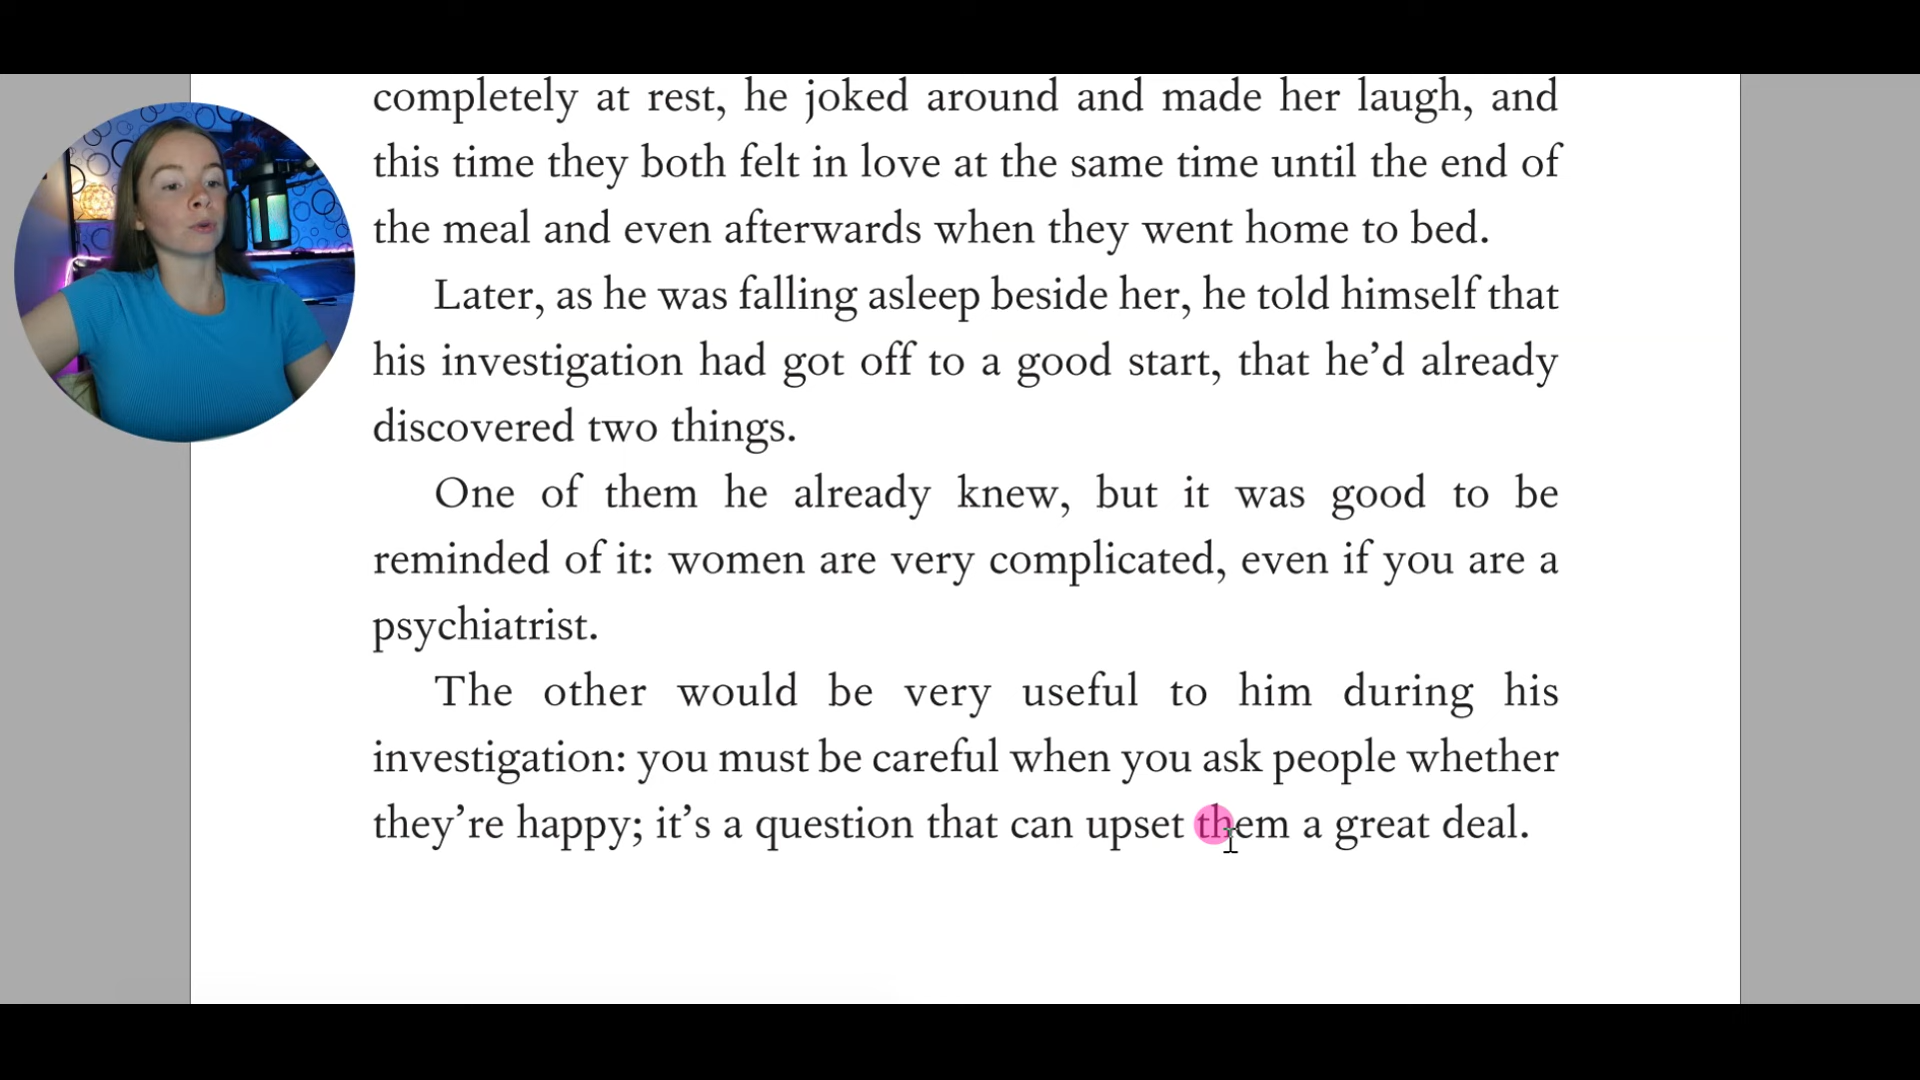 completely at rest, he joked around and made her laugh, and
this time they both felt in love at the same time until the end of
the meal and even afterwards when they went home to bed.
Later, as he was falling asleep beside her, he told himself that
his investigation had got off to a good start, that he’d already
discovered two things.
One of them he already knew, but it was good to be
reminded of it: women are very complicated, even if you are a
psychiatrist.
The other would be very useful to him during his
investigation: you must be careful when you ask people whether
they’re happy; it’s a question that can upset them a great deal.